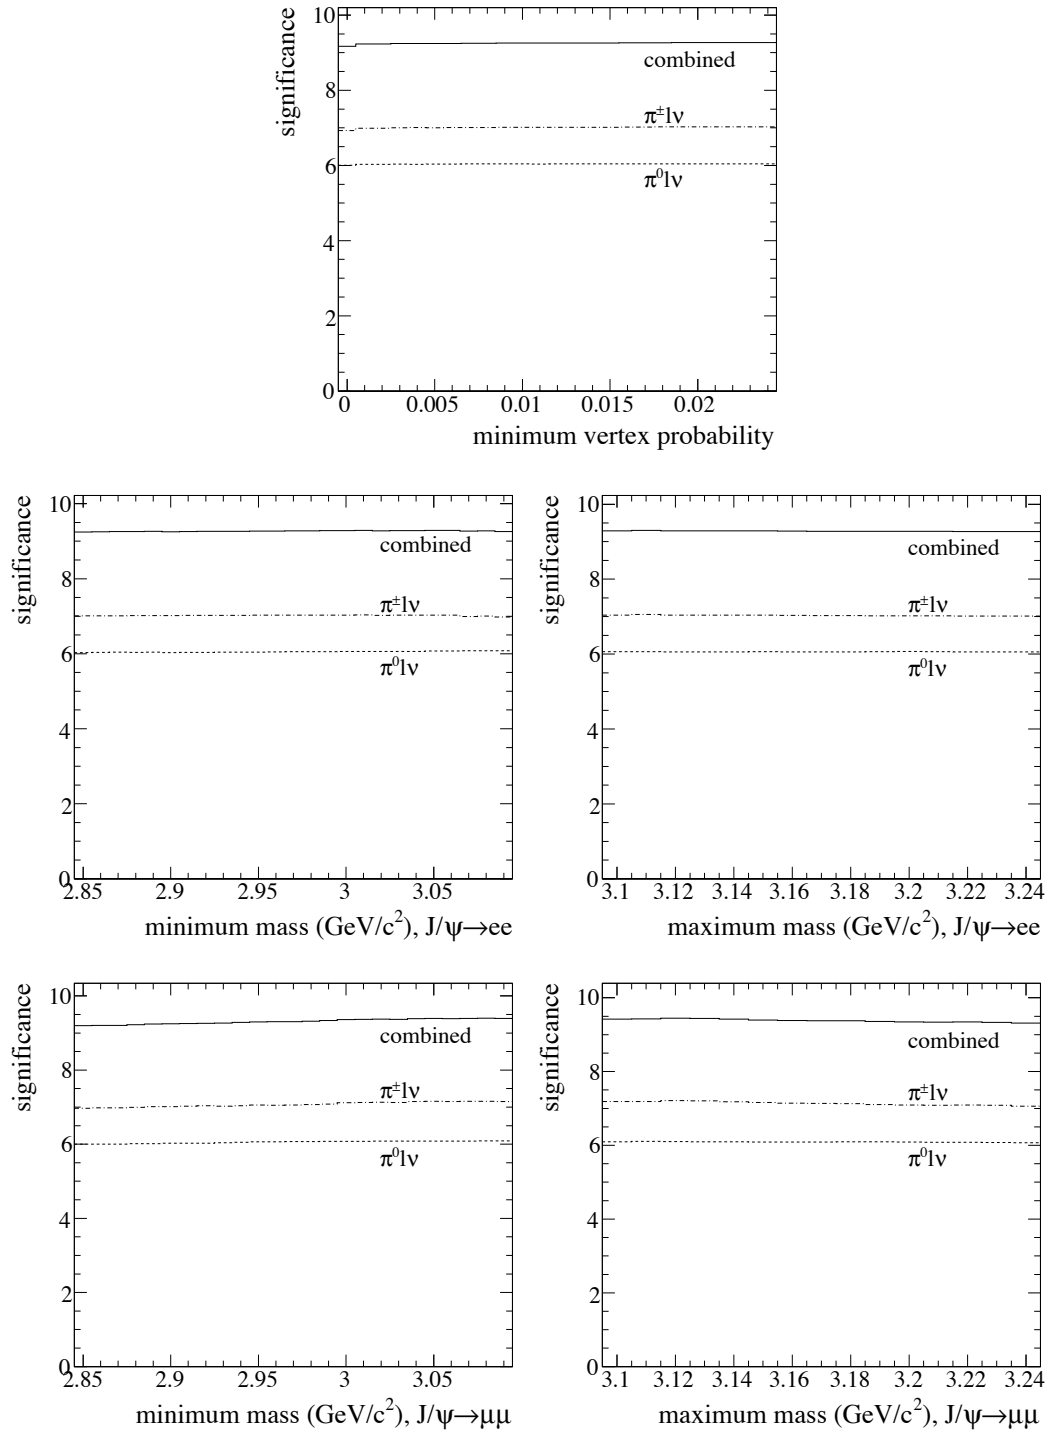 significance
10
8
6
4
2
0
combined
π±lν
π⁰lν
0 0.005 0.01 0.015 0.02
minimum vertex probability
significance
10
8
6
4
2
0
combined
π±lν
π⁰lν
2.85 2.9 2.95 3 3.05
minimum mass (GeV/c²), J/ψ→ee
significance
10
8
6
4
2
0
combined
π±lν
π⁰lν
3.1 3.12 3.14 3.16 3.18 3.2 3.22 3.24
maximum mass (GeV/c²), J/ψ→ee
significance
10
8
6
4
2
0
combined
π±lν
π⁰lν
2.85 2.9 2.95 3 3.05
minimum mass (GeV/c²), J/ψ→μμ
significance
10
8
6
4
2
0
combined
π±lν
π⁰lν
3.1 3.12 3.14 3.16 3.18 3.2 3.22 3.24
maximum mass (GeV/c²), J/ψ→μμ